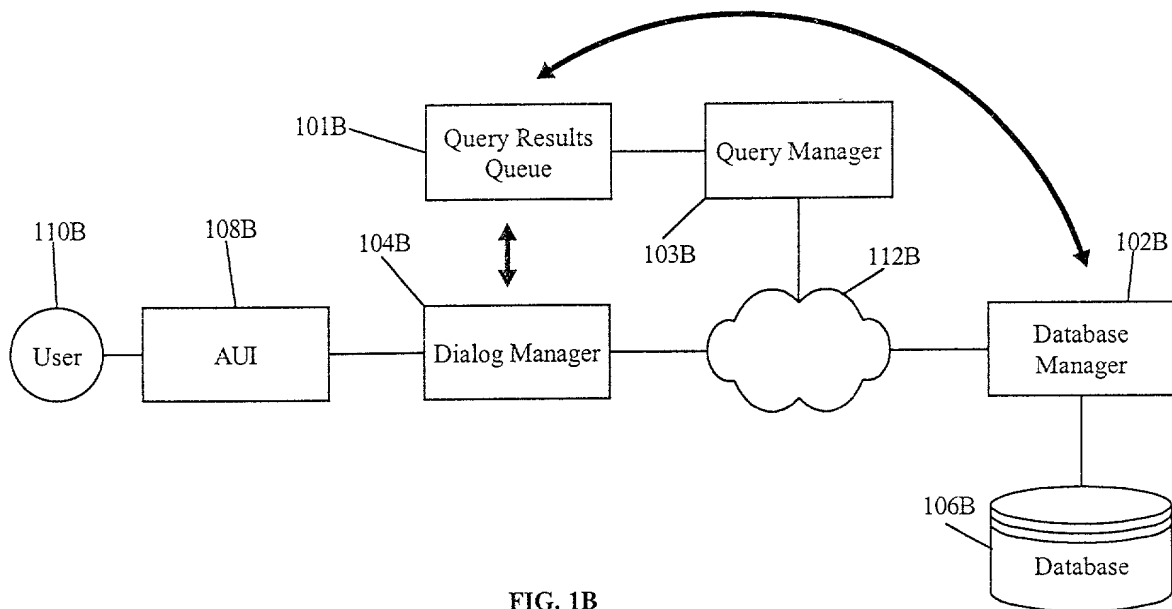 101B
Query Results
Queue
Query Manager
110B
108B
104B
103B
112B
102B
User
AUI
Dialog Manager
Database
Manager
106B
Database
FIG. 1B